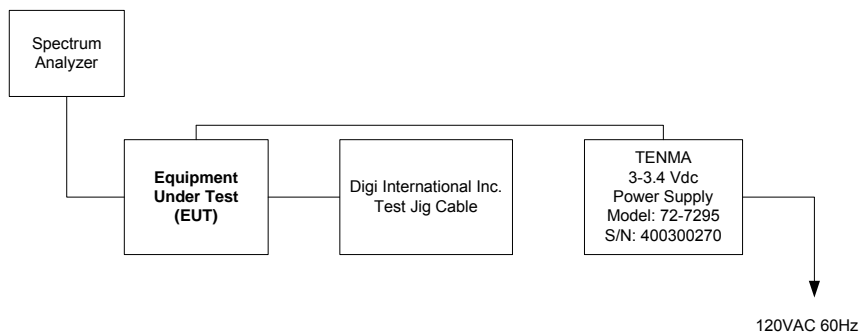 Spectrum
Analyzer
Equipment
Under Test
(EUT)
Digi International Inc.
Test Jig Cable
TENMA
3-3.4 Vdc
Power Supply
Model: 72-7295
S/N: 400300270
120VAC 60Hz